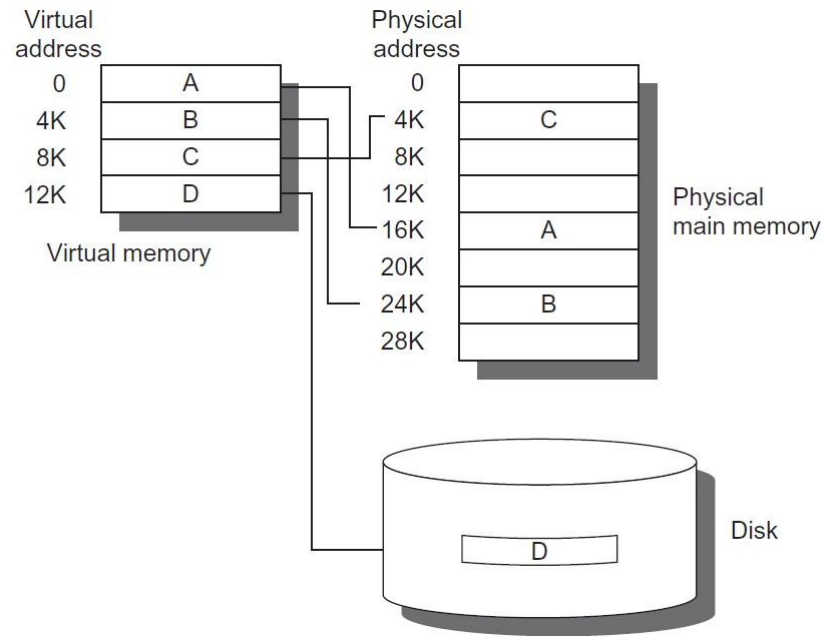 Virtual
address
0
A
4K
B
8K
C
12K
D
Virtual memory
Physical
address
0
4K
C
8K
12K
16K
A
20K
24K
B
28K
Physical
main memory
Disk
D